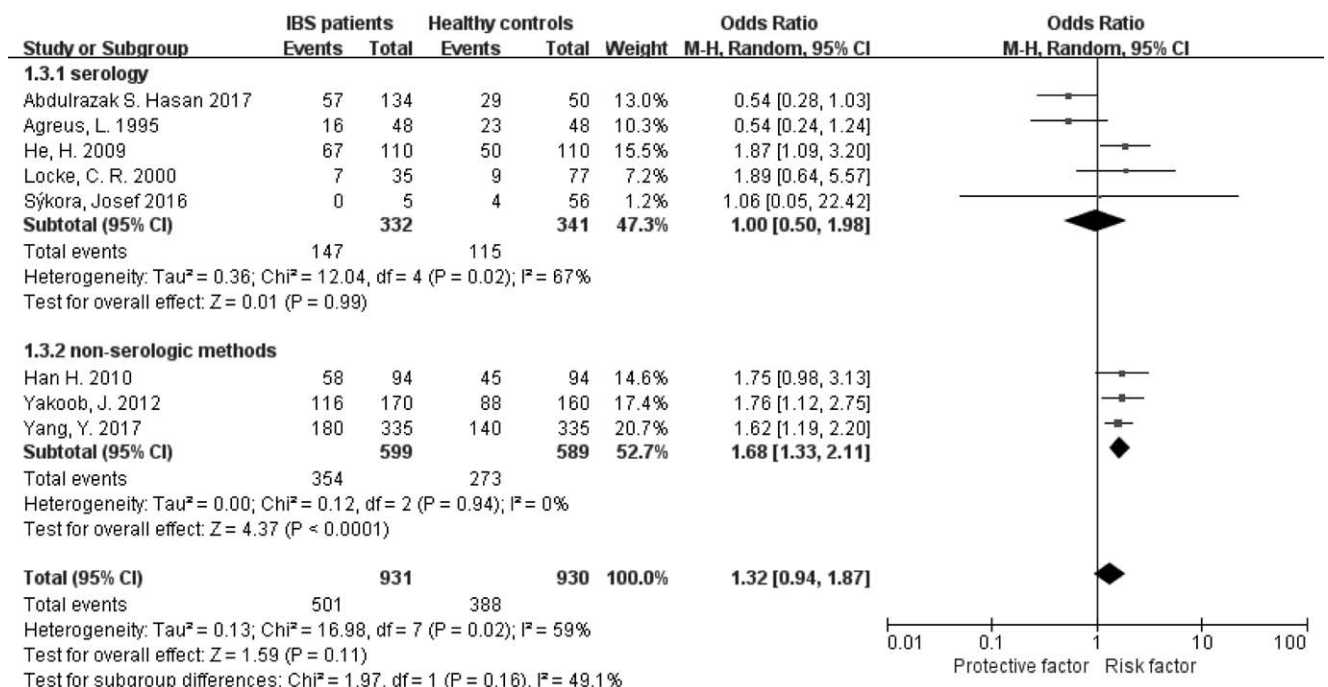 IBS patients Healthy controls Odds Ratio Odds Ratio
Study or Subgroup Events Total Events Total Weight M-H, Random, 95% CI M-H, Random, 95% CI
1.3.1 serology
Abdulrazak S. Hasan 2017 57 134 29 50 13.0% 0.54 [0.28, 1.03]
Agreus, L. 1995 16 48 23 48 10.3% 0.54 [0.24, 1.24]
He, H. 2009 67 110 50 110 15.5% 1.87 [1.09, 3.20]
Locke, C. R. 2000 7 35 9 77 7.2% 1.89 [0.64, 5.57]
Sýkora, Josef 2016 0 5 4 56 1.2% 1.06 [0.05, 22.42]
Subtotal (95% CI) 332 341 47.3% 1.00 [0.50, 1.98]
Total events 147 115
Heterogeneity: Tau² = 0.36; Chi² = 12.04, df = 4 (P = 0.02); I² = 67%
Test for overall effect: Z = 0.01 (P = 0.99)
1.3.2 non-serologic methods
Han H. 2010 58 94 45 94 14.6% 1.75 [0.98, 3.13]
Yakoob, J. 2012 116 170 88 160 17.4% 1.76 [1.12, 2.75]
Yang, Y. 2017 180 335 140 335 20.7% 1.62 [1.19, 2.20]
Subtotal (95% CI) 599 589 52.7% 1.68 [1.33, 2.11]
Total events 354 273
Heterogeneity: Tau² = 0.00; Chi² = 0.12, df = 2 (P = 0.94); I² = 0%
Test for overall effect: Z = 4.37 (P < 0.0001)
Total (95% CI) 931 930 100.0% 1.32 [0.94, 1.87]
Total events 501 388
Heterogeneity: Tau² = 0.13; Chi² = 16.98, df = 7 (P = 0.02); I² = 59%
Test for overall effect: Z = 1.59 (P = 0.11)
Test for subgroup differences: Chi² = 1.97, df = 1 (P = 0.16), I² = 49.1%
0.01 0.1 1 10 100
Protective factor Risk factor